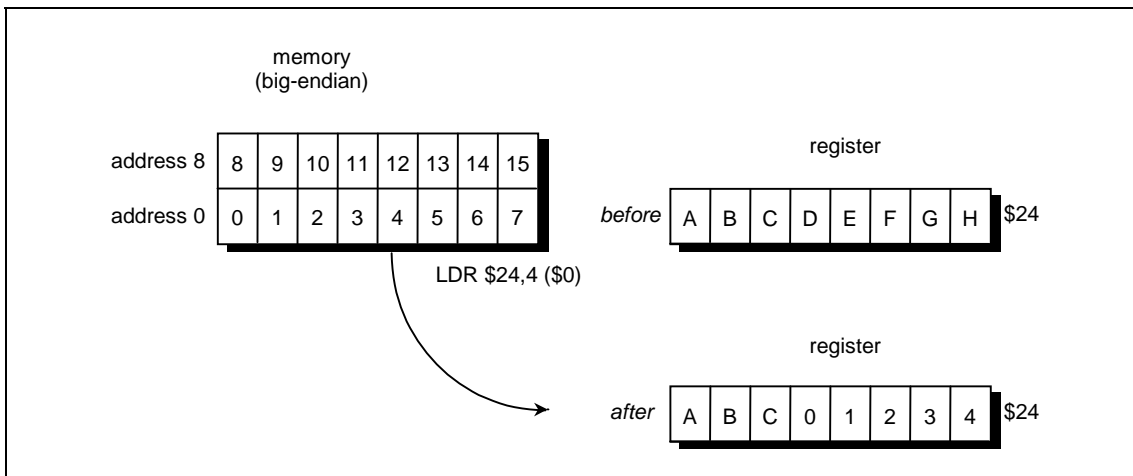 memory
(big-endian)
register
address 8 8 9 10 11 12 13 14 15
address 0 0 1 2 3 4 5 6 7
before A B C D E F G H $24
LDR $24,4 ($0)
register
after A B C 0 1 2 3 4 $24